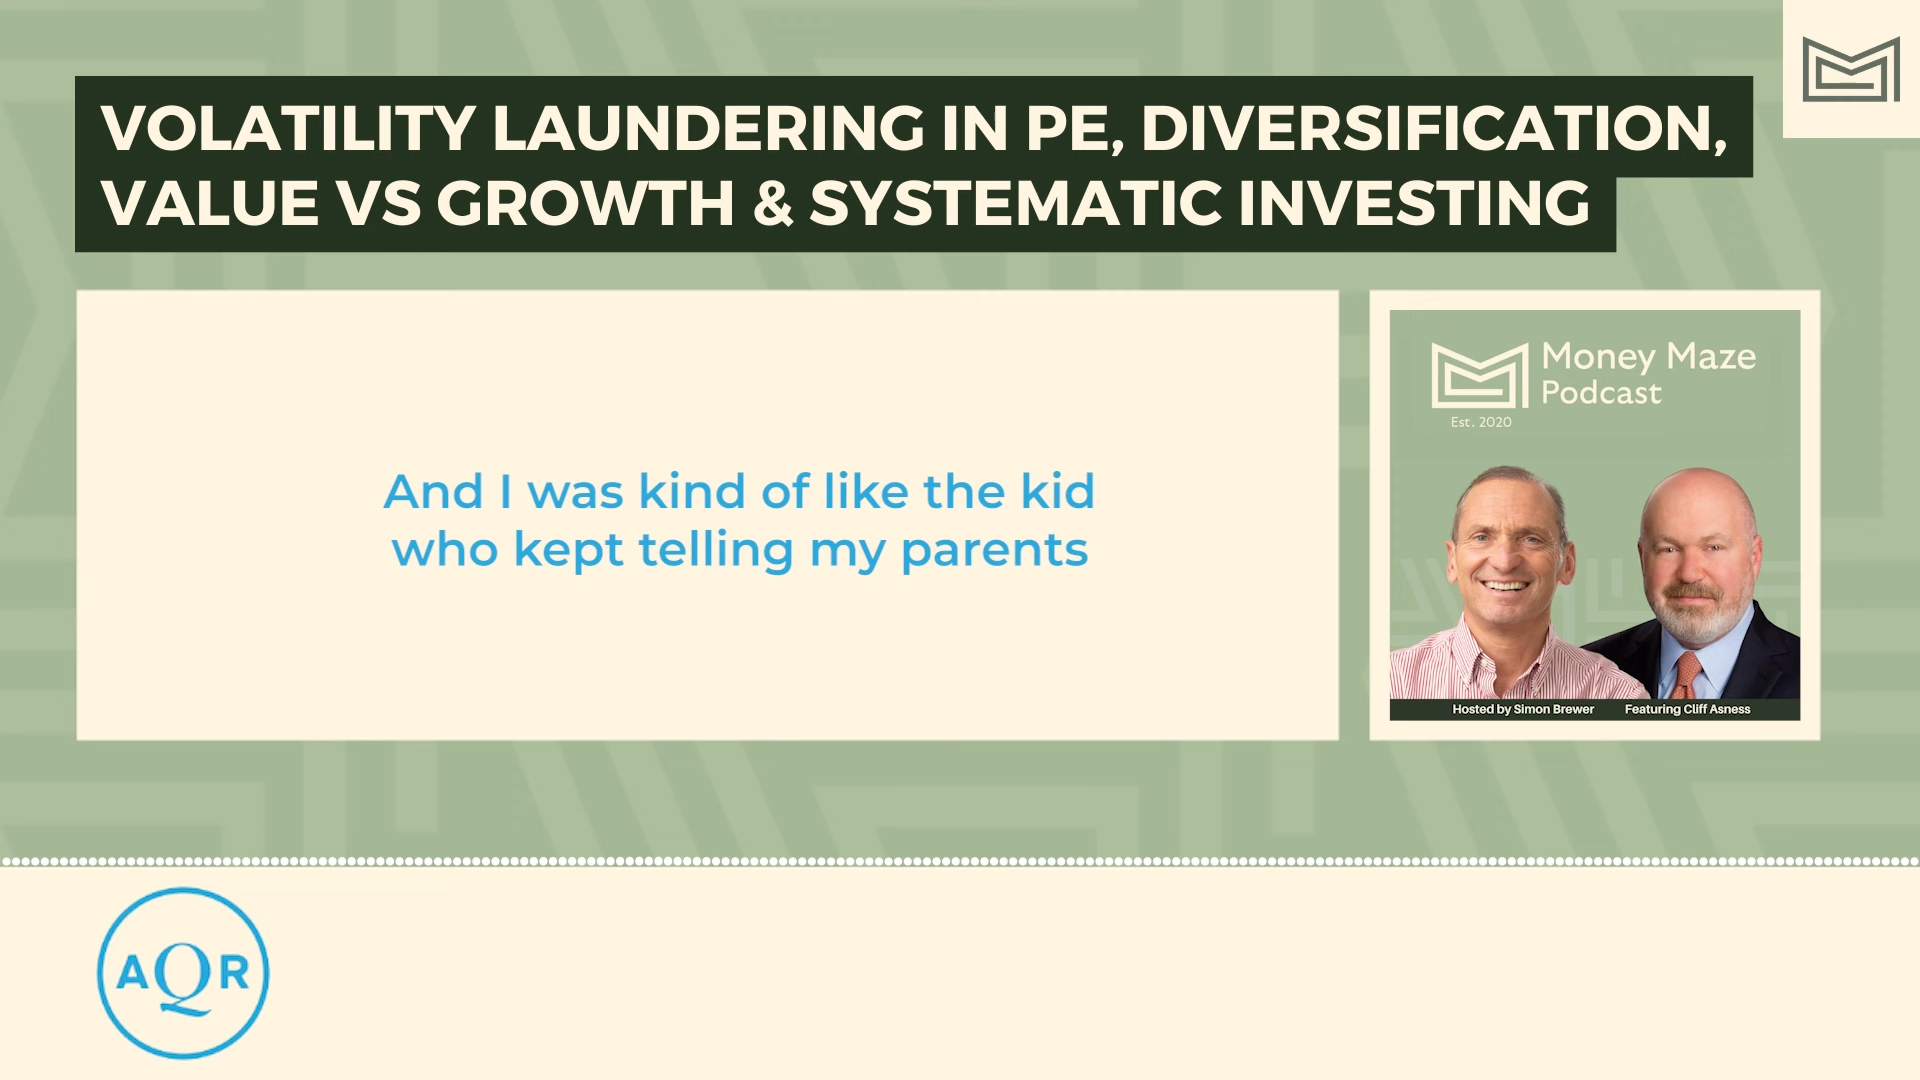 VOLATILITY LAUNDERING IN PE, DIVERSIFICATION,
VALUE VS GROWTH & SYSTEMATIC INVESTING
And I was kind of like the kid
who kept telling my parents
Money Maze
Podcast
Est. 2020
Hosted by Simon Brewer
Featuring Cliff Asness
AQR